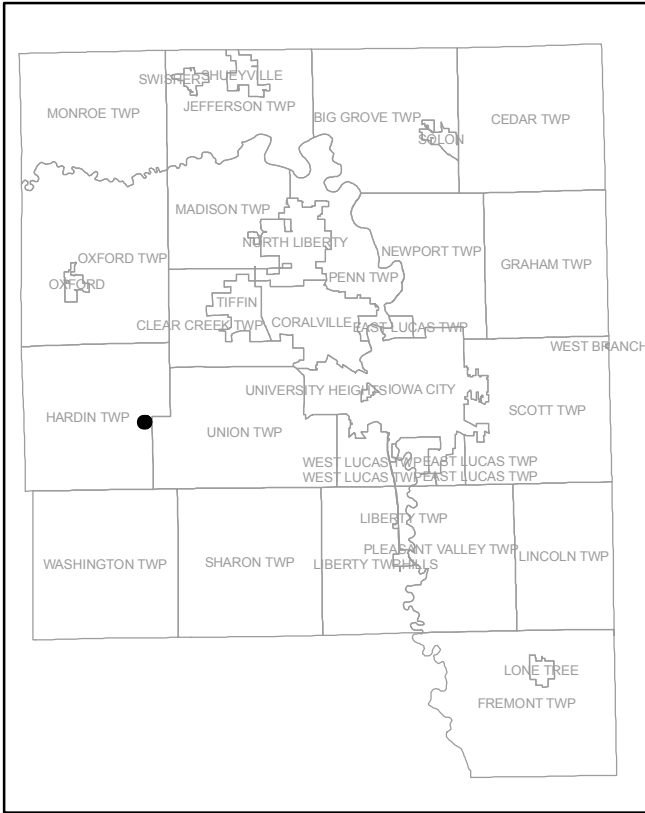 SWISHER
SHUEYVILLE
MONROE TWP
JEFFERSON TWP
BIG GROVE TWP
CEDAR TWP
SOLON
MADISON TWP
NORTH LIBERTY
NEWPORT TWP
OXFORD TWP
GRAHAM TWP
PENN TWP
OXFORD
TIFFIN
CLEAR CREEK TWP
CORALVILLE
EAST LUCAS TWP
WEST BRANCH
UNIVERSITY HEIGHTS
IOWA CITY
HARDIN TWP
UNION TWP
SCOTT TWP
WEST LUCAS TWP
EAST LUCAS TWP
WEST LUCAS TWP
EAST LUCAS TWP
LIBERTY TWP
PLEASANT VALLEY TWP
WASHINGTON TWP
SHARON TWP
LIBERTY TWP
HILLS
LINCOLN TWP
LONE TREE
FREMONT TWP